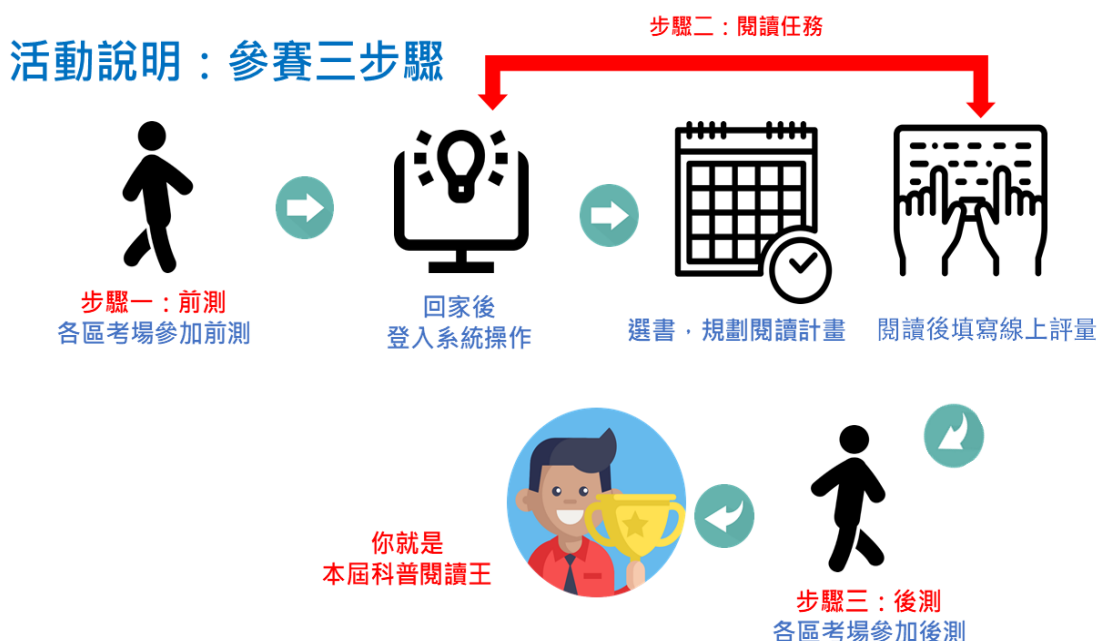 步驟二：閱讀任務
活動說明：參賽三步驟
步驟一：前測
各區考場參加前測
回家後
登入系統操作
選書，規劃閱讀計畫
閱讀後填寫線上評量
你就是
本屆科普閱讀王
步驟三：後測
各區考場參加後測